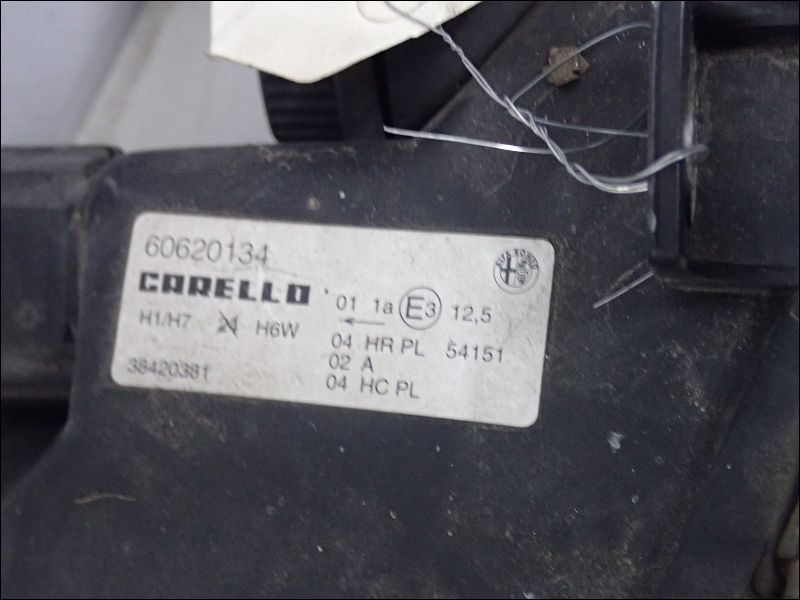 60620134
CARELLO
H1/H7 24 H6W
38420381
01 1a E3 12,5
04 HR PL 54151
02 A
04 HC PL